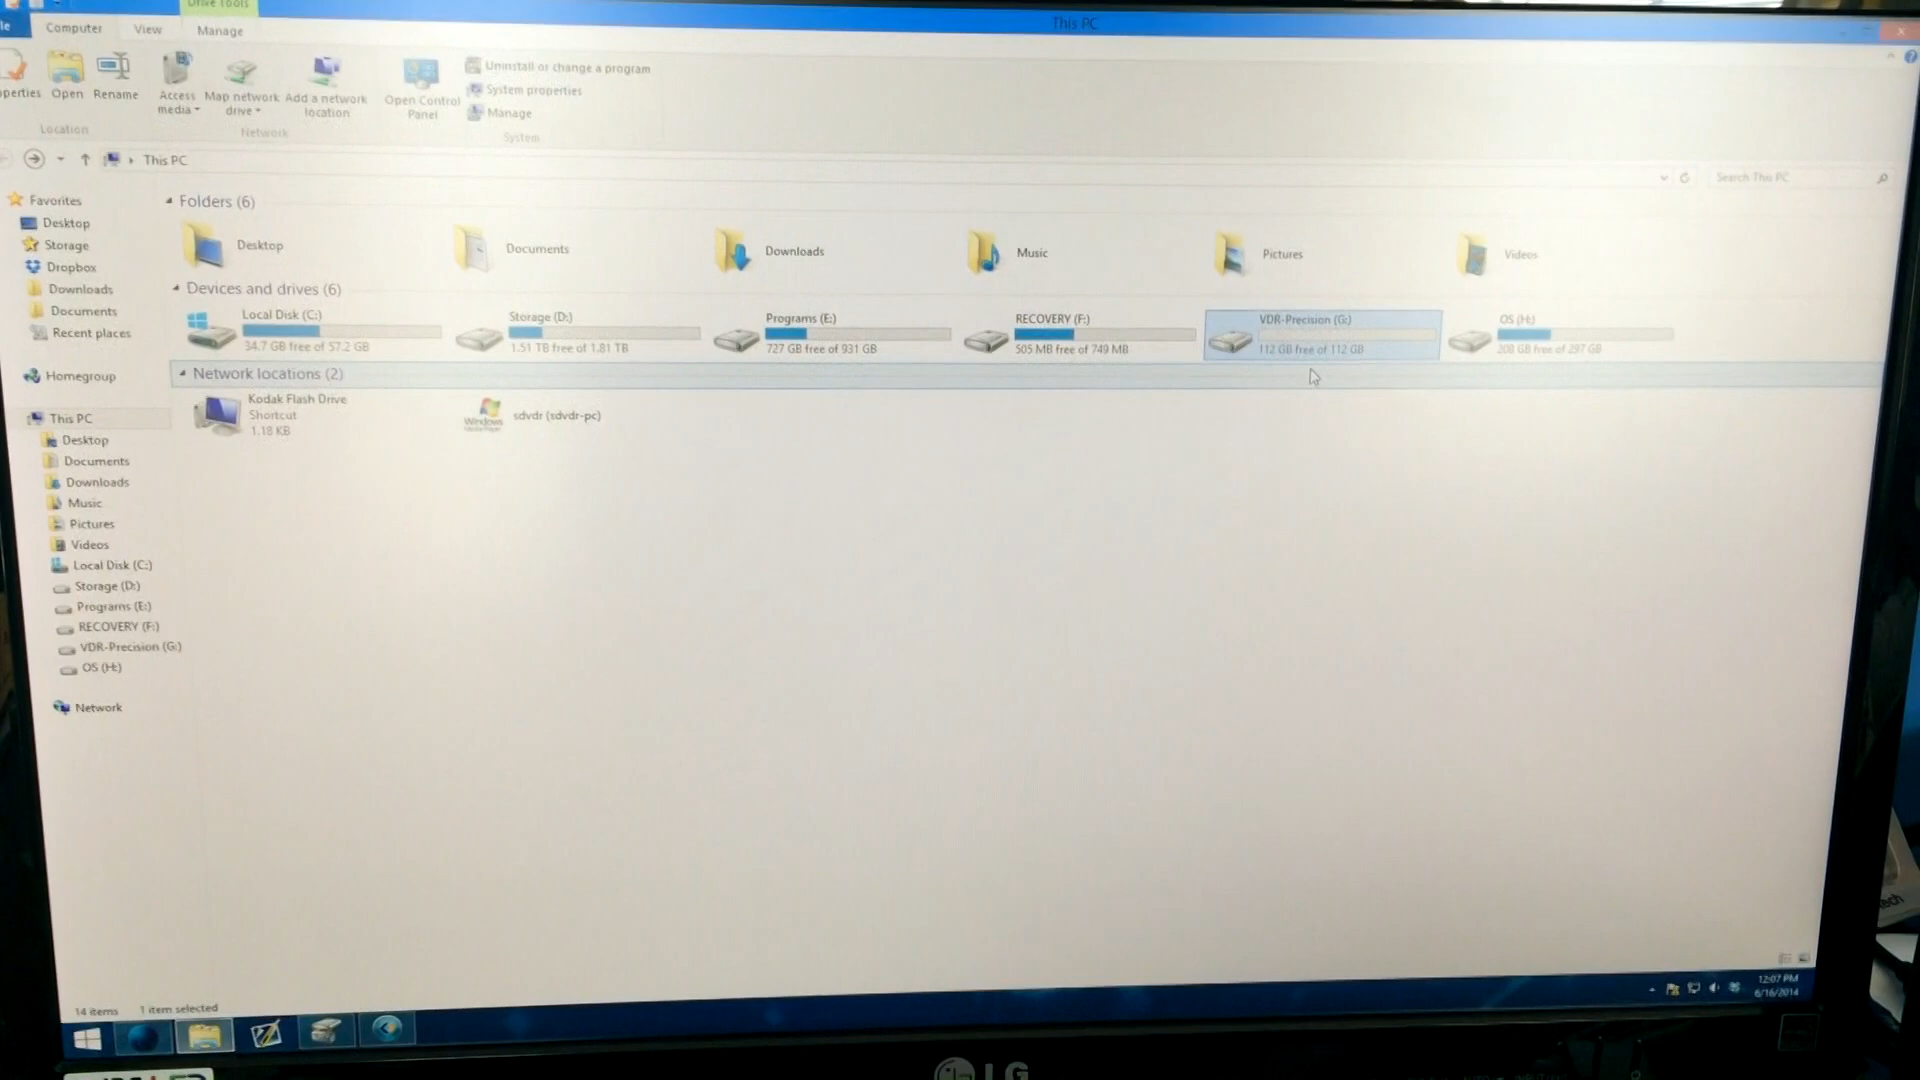 Drive Tools
This PC
Computer
View
Manage
Open
Rename
Access media
Map network drive
Add a network location
Open Control Panel
Uninstall or change a program
System properties
Manage
Location
Network
System
This PC
Search This PC
Favorites
Desktop
Storage
Dropbox
Downloads
Documents
Recent places
Homegroup
This PC
Desktop
Documents
Downloads
Music
Pictures
Videos
Local Disk (C:)
Storage (D:)
Programs (E:)
RECOVERY (F:)
VDR-Precision (G:)
OS (H:)
Network
Folders (6)
Desktop
Documents
Downloads
Music
Pictures
Videos
Devices and drives (6)
Local Disk (C:)
34.7 GB free of 57.2 GB
Storage (D:)
1.51 TB free of 1.81 TB
Programs (E:)
727 GB free of 931 GB
RECOVERY (F:)
505 MB free of 749 MB
VDR-Precision (G:)
112 GB free of 112 GB
OS (H:)
208 GB free of 297 GB
Network locations (2)
Kodak Flash Drive
Shortcut
1.18 KB
Windows
sdvdr (sdvdr-pc)
14 items
1 item selected
12:07 PM
6/16/2014
LG